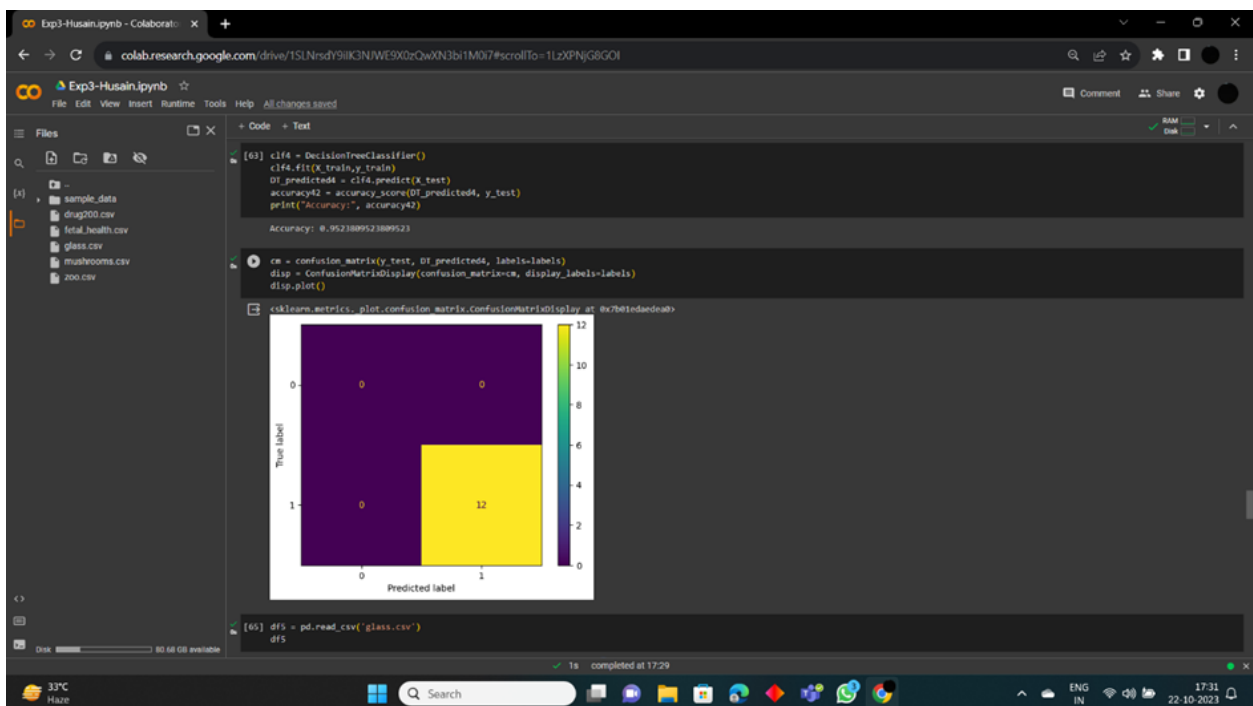 Exp3-Husain.ipynb - Colaborato
colab.research.google.com/drive/1SLNrsdY9iIK3NJWE9X0zQwXN3bi1M0i7#scrollTo=1LzXPNjG8GOI
Exp3-Husain.ipynb
File Edit View Insert Runtime Tools Help All changes saved
Comment Share
Files
+ Code + Text
RAM
Disk
..
sample_data
drug200.csv
fetal_health.csv
glass.csv
mushrooms.csv
zoo.csv
[63] clf4 = DecisionTreeClassifier()
clf4.fit(X_train,y_train)
DT_predicted4 = clf4.predict(X_test)
accuracy42 = accuracy_score(DT_predicted4, y_test)
print("Accuracy:", accuracy42)
Accuracy: 0.9523809523809523
cm = confusion_matrix(y_test, DT_predicted4, labels=labels)
disp = ConfusionMatrixDisplay(confusion_matrix=cm, display_labels=labels)
disp.plot()
<sklearn.metrics._plot.confusion_matrix.ConfusionMatrixDisplay at 0x7b01edaedea0>
0
1
True label
0 0
0 12
0 1
Predicted label
12
10
8
6
4
2
0
[65] df5 = pd.read_csv('glass.csv')
df5
Disk 80.68 GB available
1s completed at 17:29
33°C
Haze
Search
ENG
IN
17:31
22-10-2023